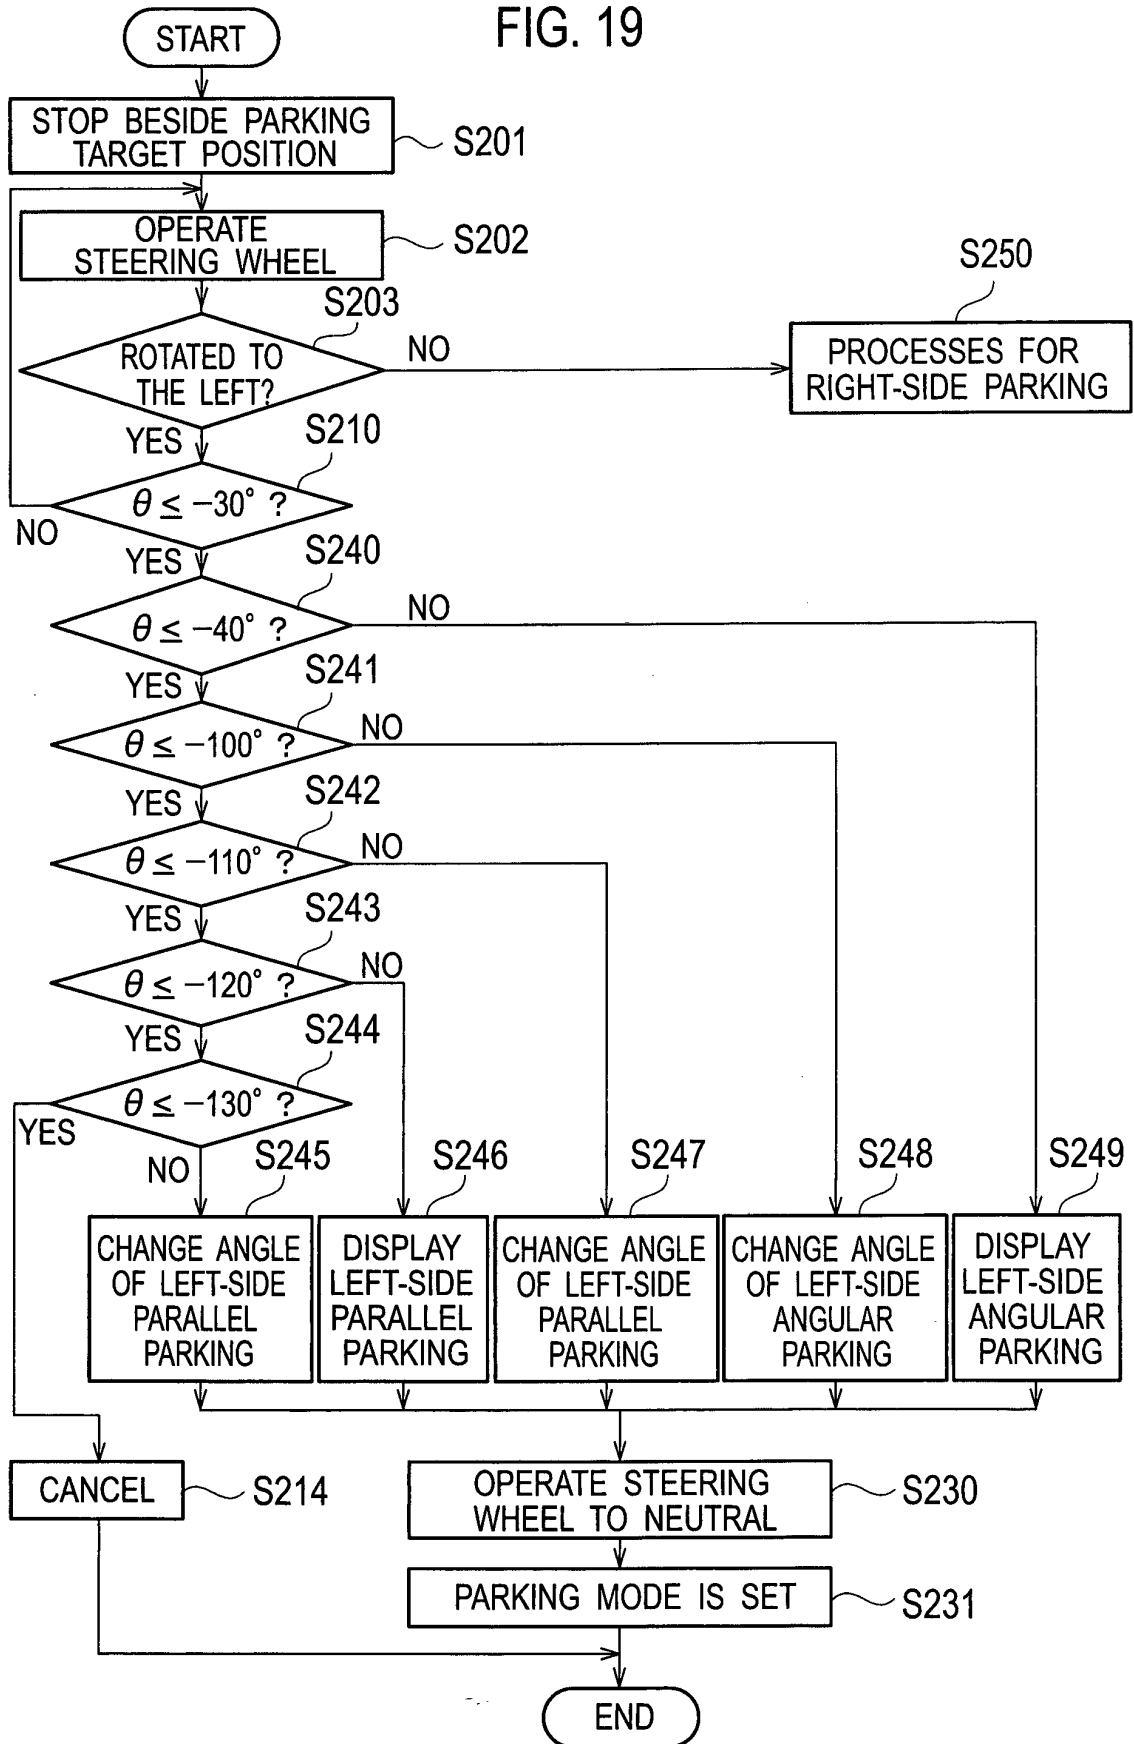 FIG. 19
START
STOP BESIDE PARKING
TARGET POSITION
S201
OPERATE
STEERING WHEEL
S202
S203
ROTATED TO
THE LEFT?
NO
S250
PROCESSES FOR
RIGHT-SIDE PARKING
YES
S210
θ ≤ −30° ?
NO
YES
S240
θ ≤ −40° ?
NO
YES
S241
θ ≤ −100° ?
NO
YES
S242
θ ≤ −110° ?
NO
YES
S243
θ ≤ −120° ?
NO
YES
S244
θ ≤ −130° ?
YES
NO
S245
CHANGE ANGLE
OF LEFT-SIDE
PARALLEL
PARKING
S246
DISPLAY
LEFT-SIDE
PARALLEL
PARKING
S247
CHANGE ANGLE
OF LEFT-SIDE
PARALLEL
PARKING
S248
CHANGE ANGLE
OF LEFT-SIDE
ANGULAR
PARKING
S249
DISPLAY
LEFT-SIDE
ANGULAR
PARKING
CANCEL
S214
OPERATE STEERING
WHEEL TO NEUTRAL
S230
PARKING MODE IS SET
S231
END